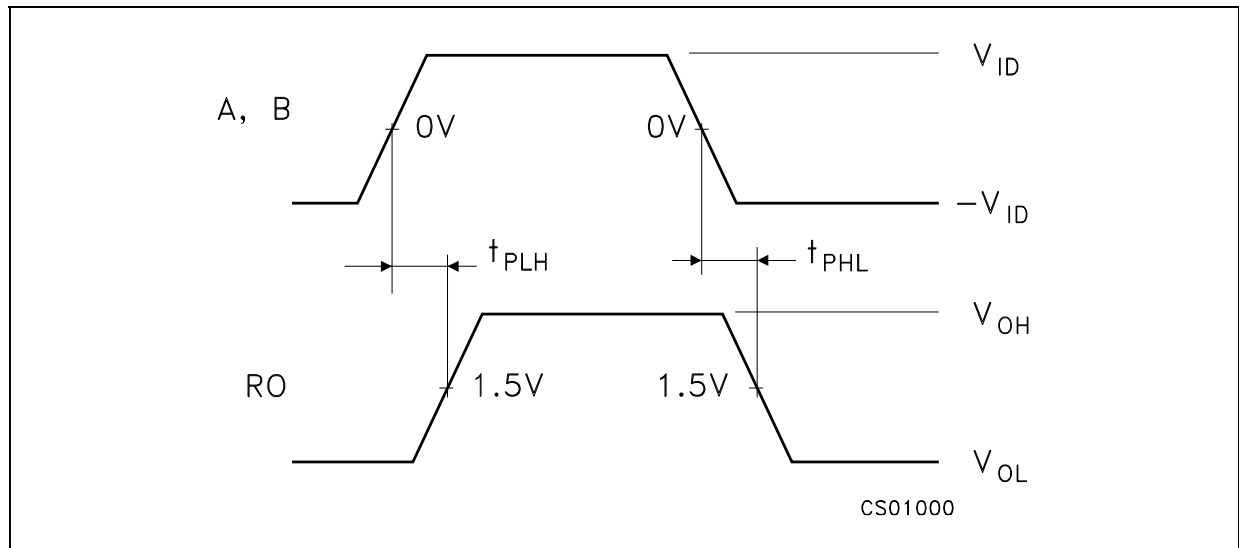 V_ID
A, B
0V 0V
-V_ID
t_PLH t_PHL
V_OH
RO
1.5V 1.5V
V_OL
CS01000